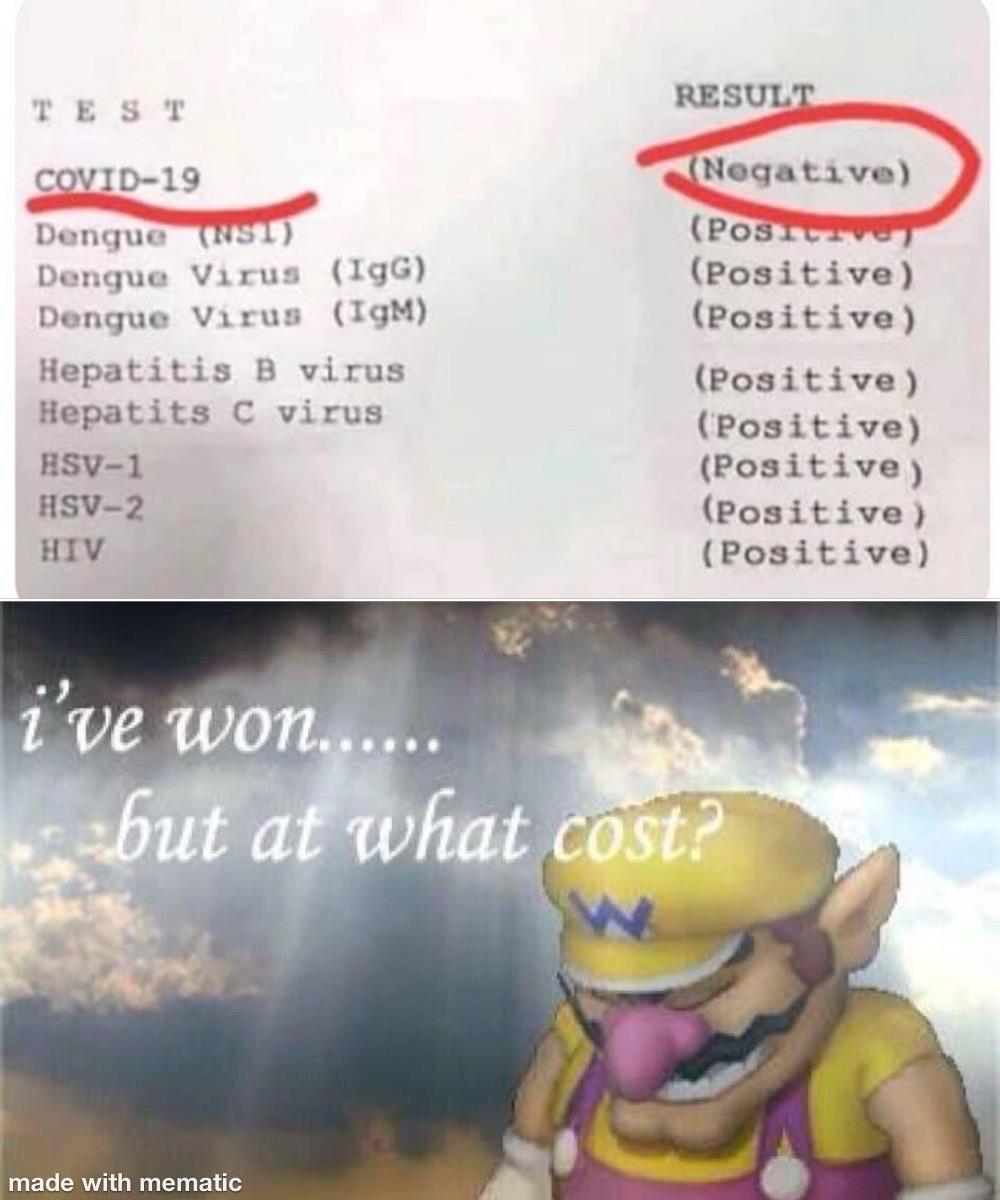 T E S T RESULT
COVID-19 (Negative)
Dengue (NS1) (Positive)
Dengue Virus (IgG) (Positive)
Dengue Virus (IgM) (Positive)
Hepatitis B virus (Positive)
Hepatits C virus (Positive)
HSV-1 (Positive)
HSV-2 (Positive)
HIV (Positive)
i've won......
but at what cost?
W
made with mematic